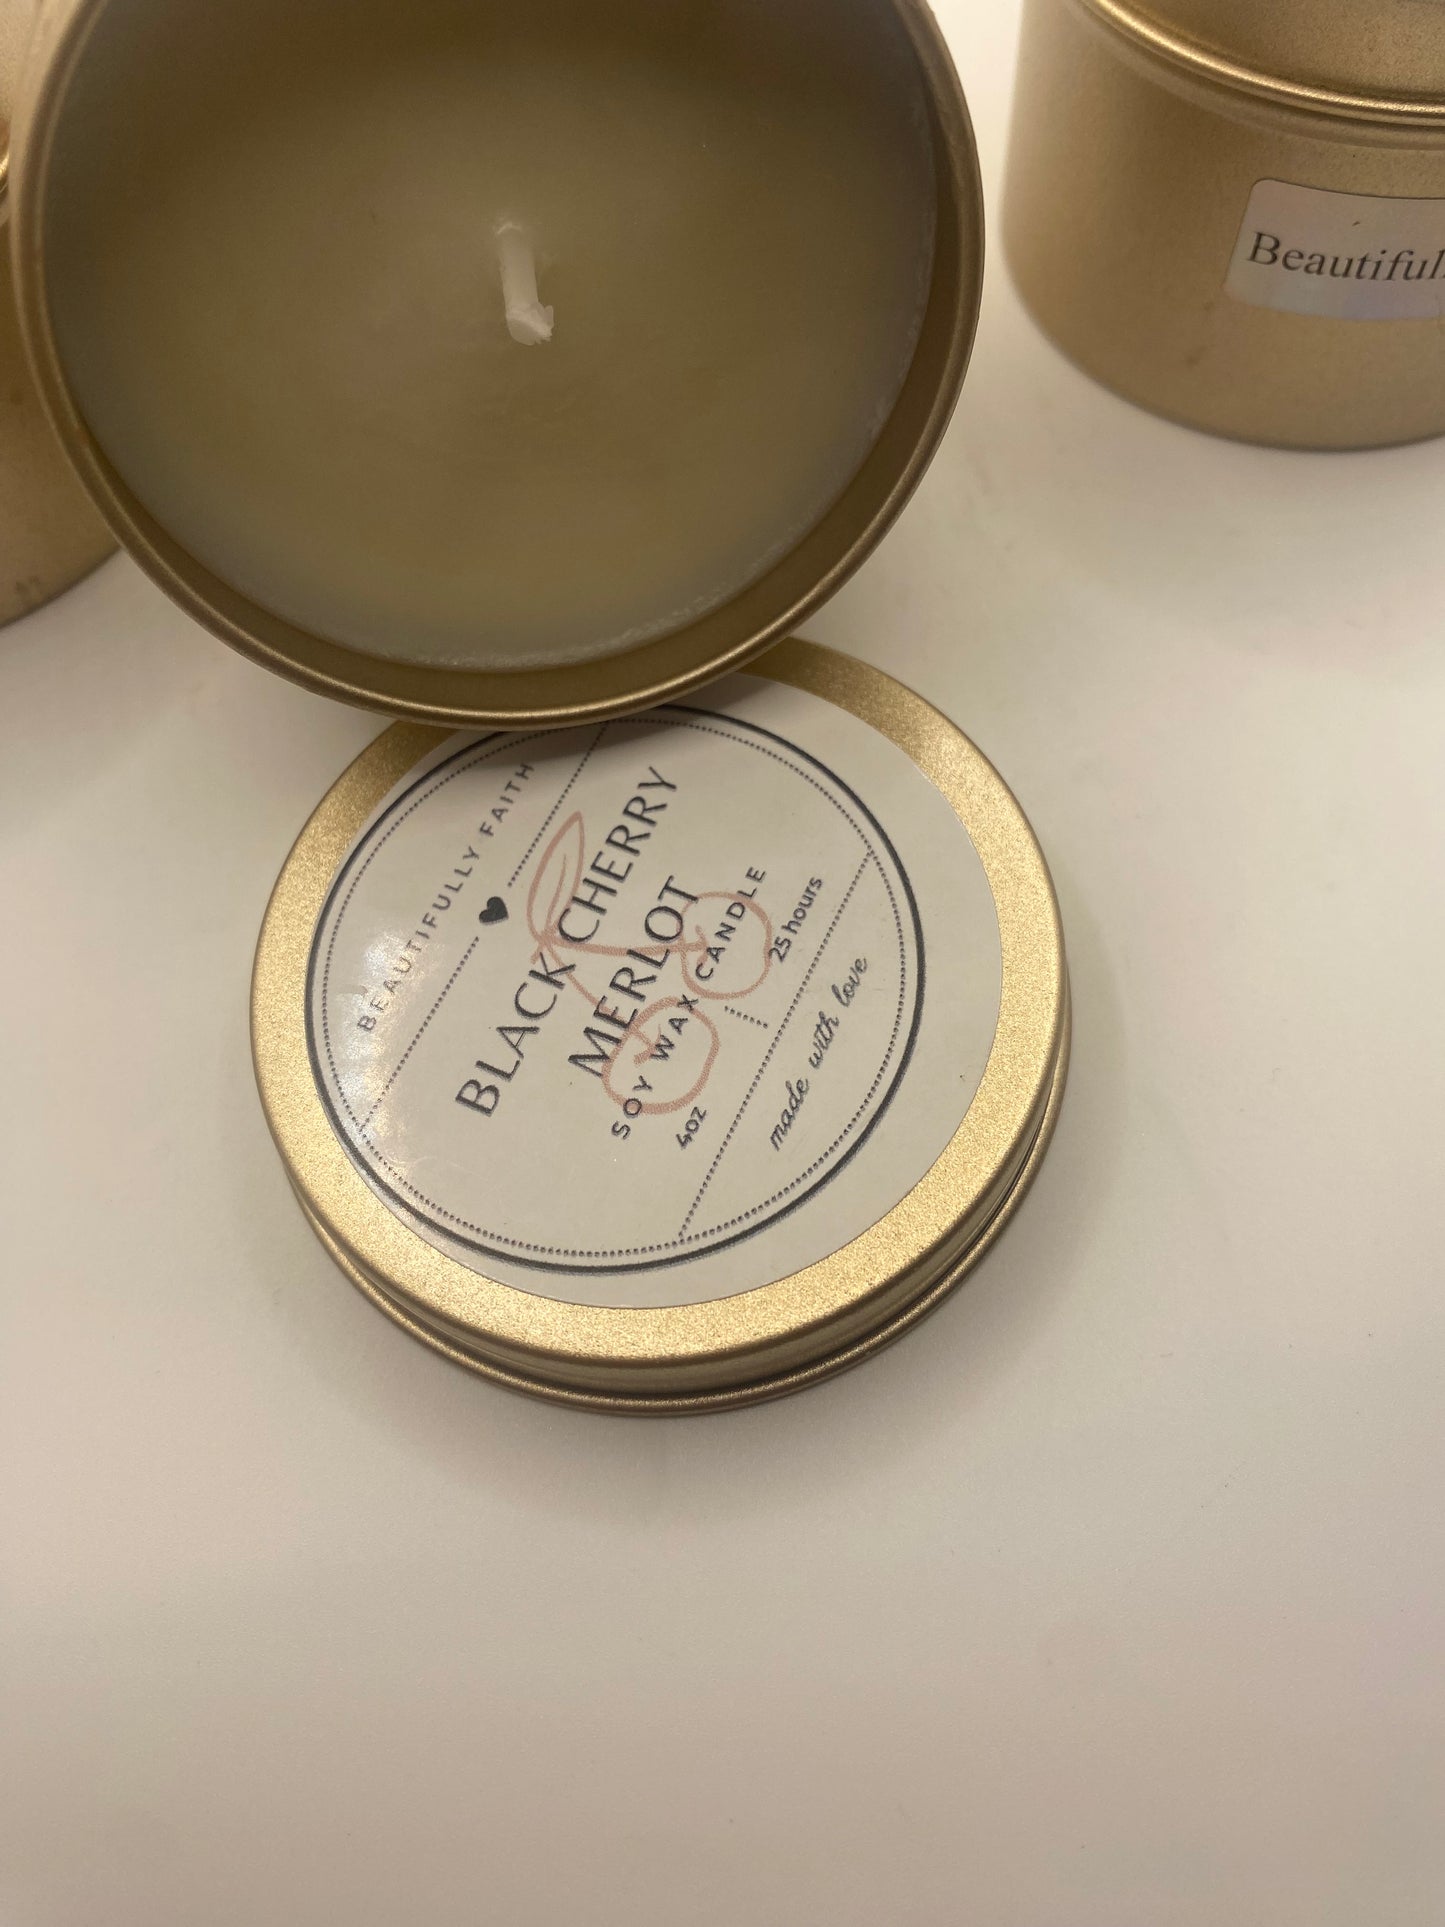 Beautiful
BEAUTIFULLY FAITH
BLACK CHERRY
MERLOT
SOY WAX CANDLE
4oz
25 hours
made with love